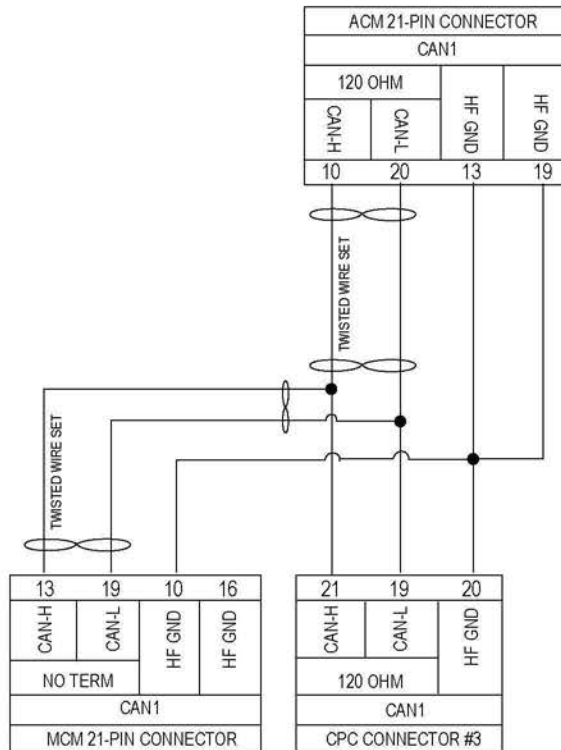 ACM 21-PIN CONNECTOR
CAN1
120 OHM
CAN-H
CAN-L
HF GND
HF GND
10
20
13
19
TWISTED WIRE SET
TWISTED WIRE SET
13
19
10
16
CAN-H
CAN-L
HF GND
HF GND
NO TERM
CAN1
MCM 21-PIN CONNECTOR
21
19
20
CAN-H
CAN-L
HF GND
120 OHM
CAN1
CPC CONNECTOR #3